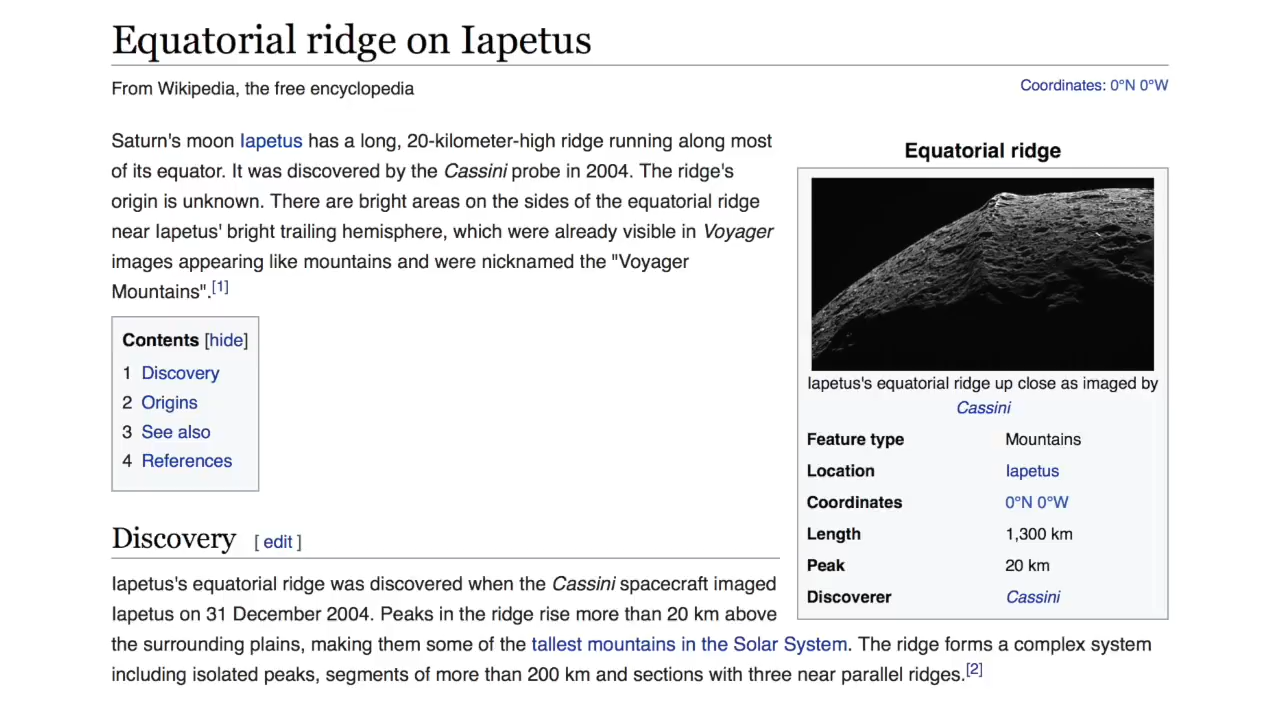 Equatorial ridge on Iapetus
From Wikipedia, the free encyclopedia
Coordinates: 0°N 0°W
Saturn's moon Iapetus has a long, 20-kilometer-high ridge running along most
of its equator. It was discovered by the Cassini probe in 2004. The ridge's
origin is unknown. There are bright areas on the sides of the equatorial ridge
near Iapetus' bright trailing hemisphere, which were already visible in Voyager
images appearing like mountains and were nicknamed the "Voyager
Mountains".[1]
Contents [hide]
1 Discovery
2 Origins
3 See also
4 References
Equatorial ridge
Iapetus's equatorial ridge up close as imaged by
Cassini
Feature type Mountains
Location Iapetus
Coordinates 0°N 0°W
Length 1,300 km
Peak 20 km
Discoverer Cassini
Discovery [ edit ]
Iapetus's equatorial ridge was discovered when the Cassini spacecraft imaged
Iapetus on 31 December 2004. Peaks in the ridge rise more than 20 km above
the surrounding plains, making them some of the tallest mountains in the Solar System. The ridge forms a complex system
including isolated peaks, segments of more than 200 km and sections with three near parallel ridges.[2]